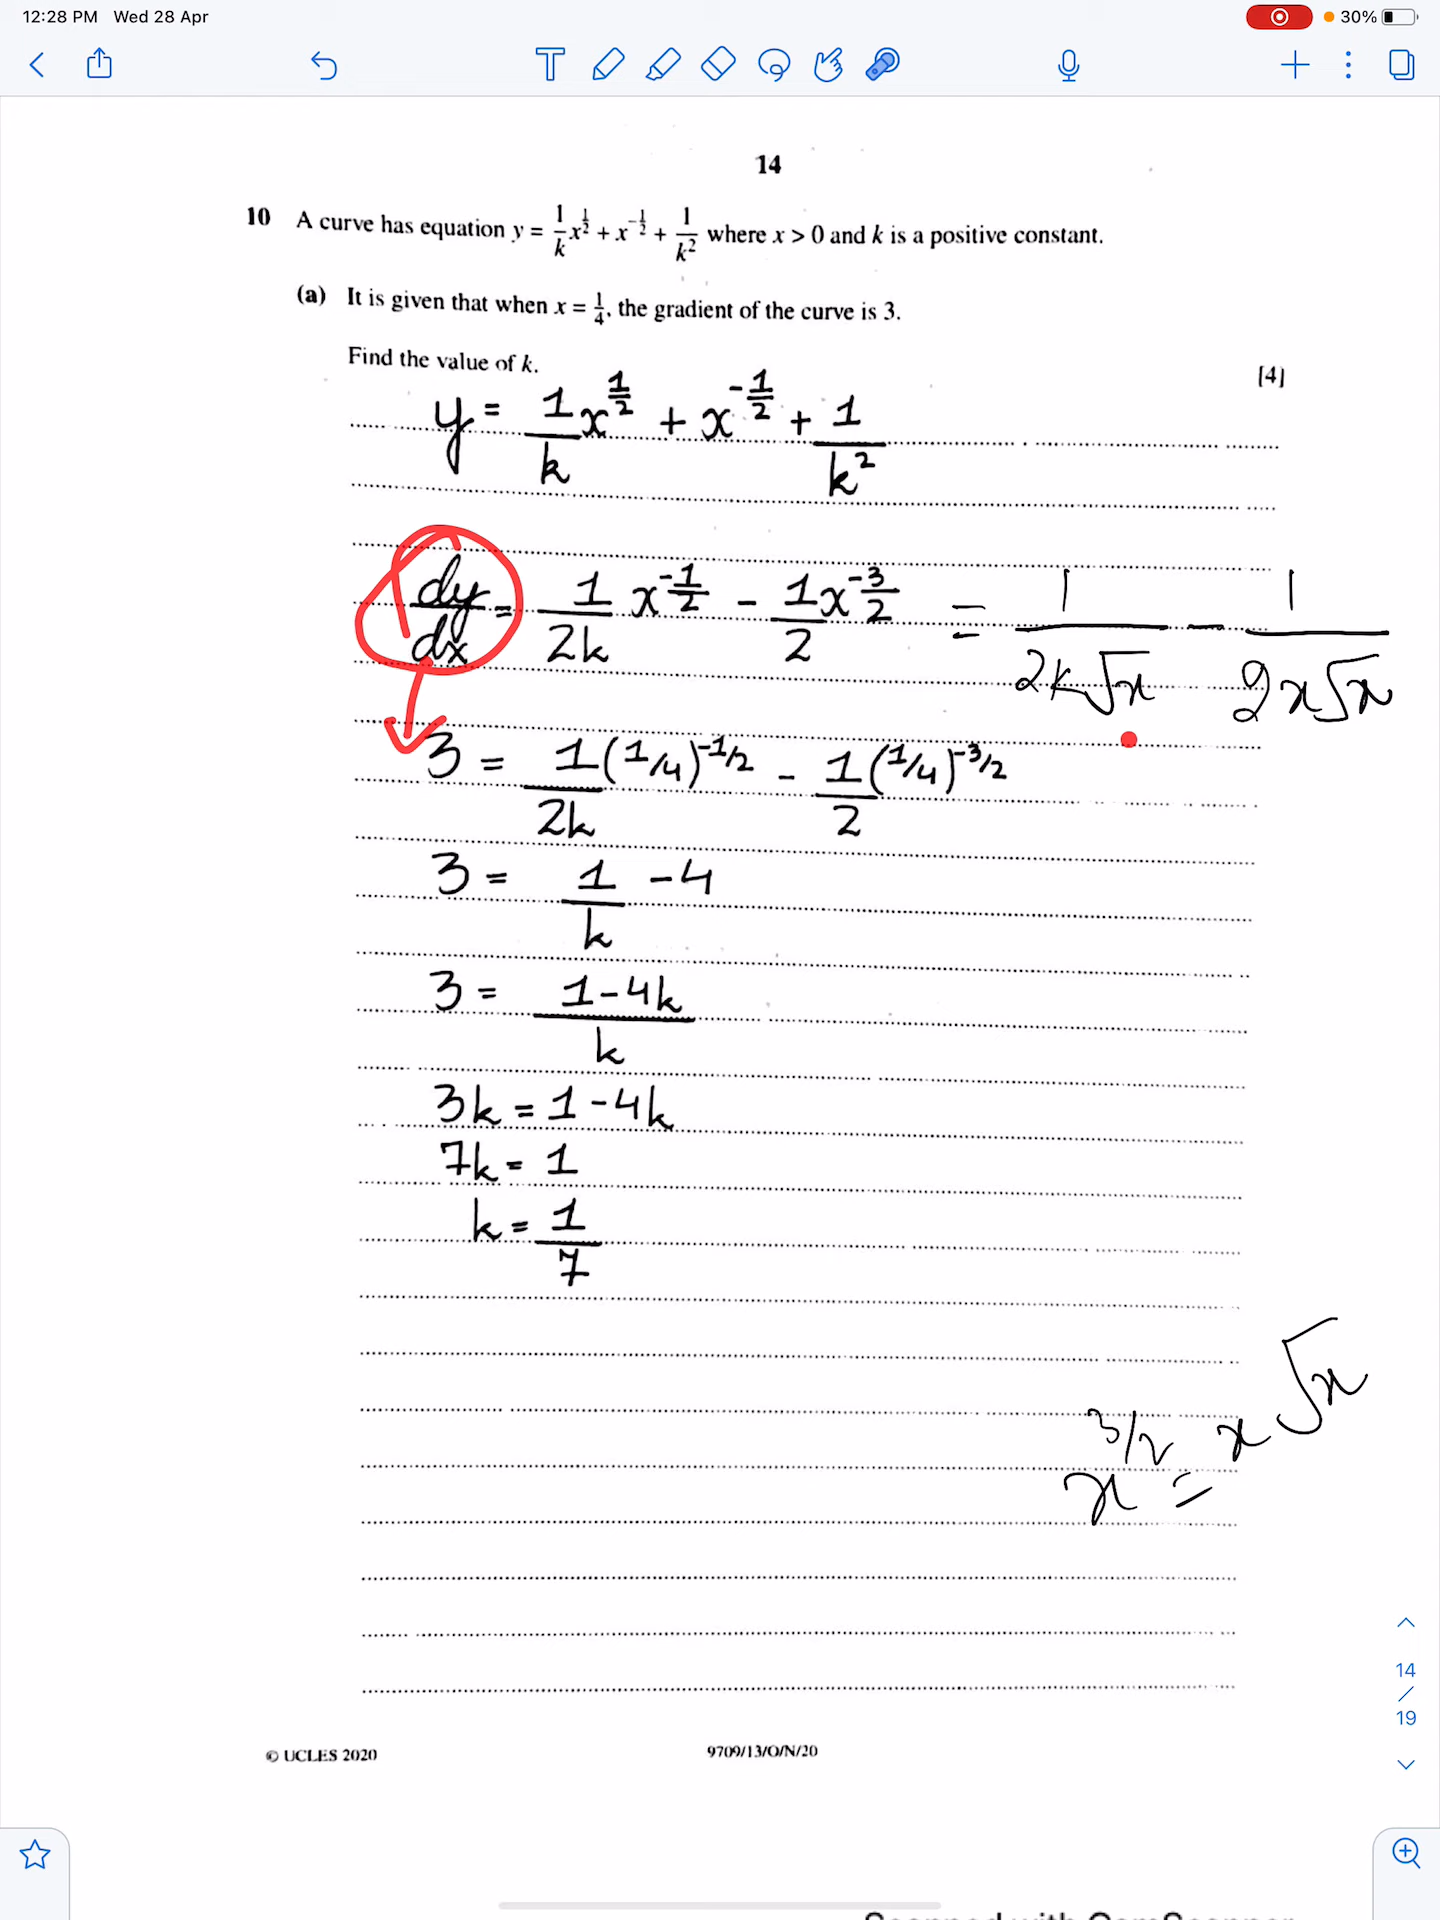 12:28 PM Wed 28 Apr
30%
14
10 A curve has equation y = 1/k x^(1/2) + x^(-1/2) + 1/k² where x > 0 and k is a positive constant.
(a) It is given that when x = 1/4, the gradient of the curve is 3.
Find the value of k. [4]
y = 1/k x^(1/2) + x^(-1/2) + 1/k²
dy/dx = 1/2k x^(-1/2) - 1/2 x^(-3/2) = 1/2k√x - 1/2x√x
3 = 1/2k (1/4)^(-1/2) - 1/2 (1/4)^(-3/2)
3 = 1/k - 4
3 = 1-4k/k
3k = 1-4k
7k = 1
k = 1/7
x^(3/2) = x√x
14
/
19
© UCLES 2020 9709/13/O/N/20